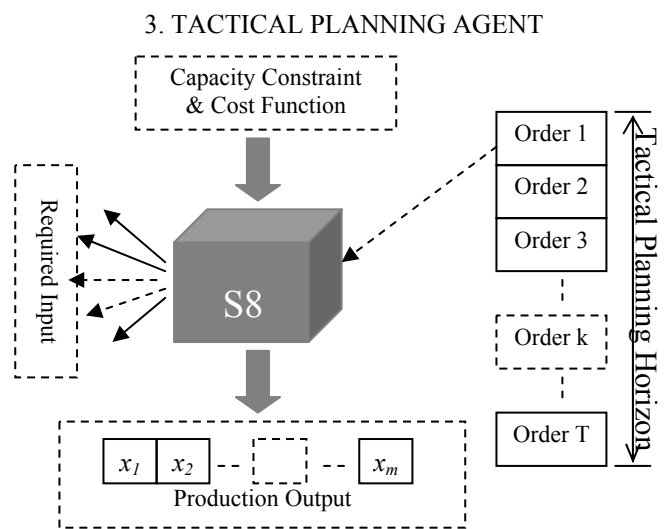 3. TACTICAL PLANNING AGENT
Capacity Constraint
& Cost Function
Order 1
Order 2
Order 3
Order k
Order T
Tactical Planning Horizon
Required Input
S8
x1 x2 xm
Production Output